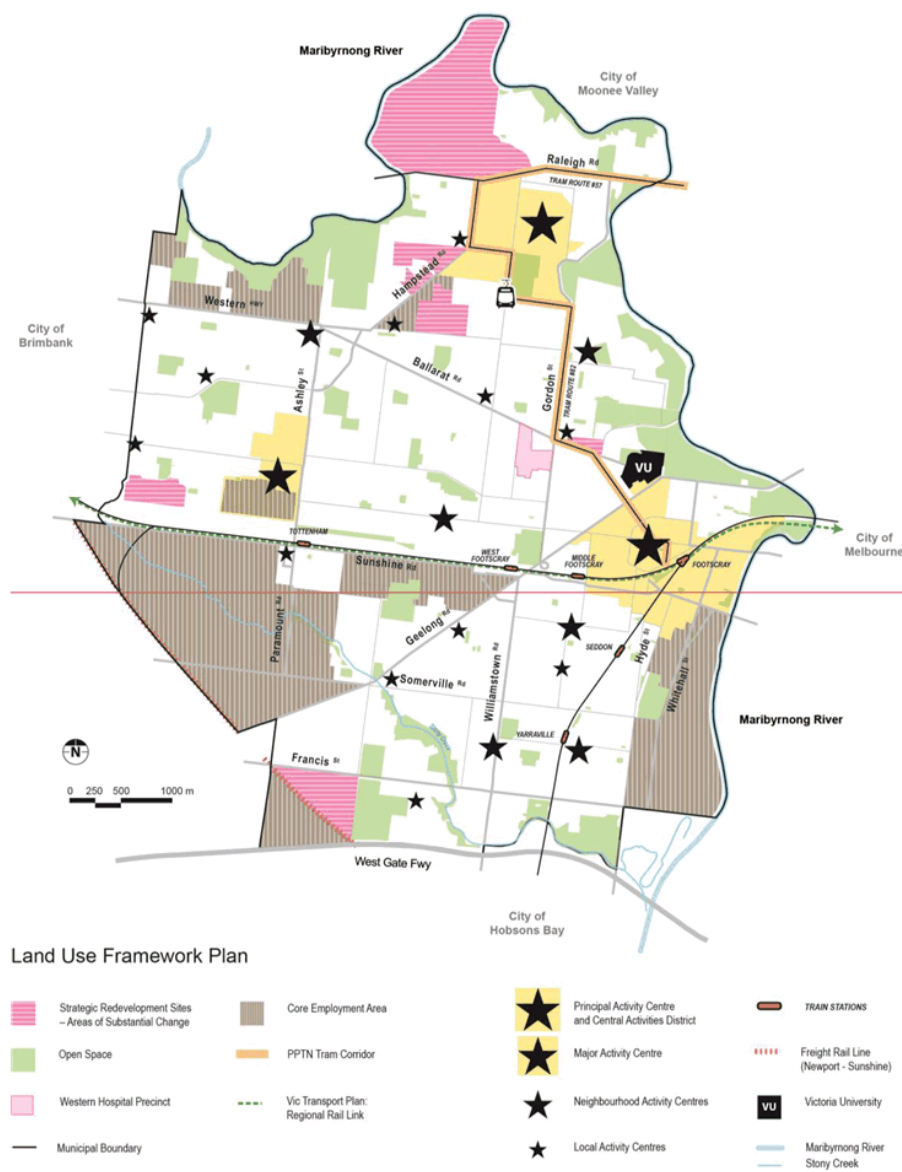 Maribyrnong River
City of
Moonee Valley
Raleigh Rd
TRAM ROUTE #57
Hampstead Rd
Western HWY
City of
Brimbank
Ballarat Rd
Ashley St
Gordon St
TRAM ROUTE #82
VU
TOTTENHAM
WEST
FOOTSCRAY
MIDDLE
FOOTSCRAY
FOOTSCRAY
City of
Melbourne
Sunshine Rd
Paramount Rd
Geelong Rd
SEDDON
Hyde St
Whitehall St
Somerville Rd
Williamstown Rd
Maribyrnong River
YARRAVILLE
N
Francis St
0 250 500 1000 m
West Gate Fwy
City of
Hobsons Bay
Land Use Framework Plan
Strategic Redevelopment Sites
– Areas of Substantial Change
Core Employment Area
Principal Activity Centre
and Central Activities District
TRAIN STATIONS
Open Space
PPTN Tram Corridor
Major Activity Centre
Freight Rail Line
(Newport - Sunshine)
Western Hospital Precinct
Vic Transport Plan:
Regional Rail Link
Neighbourhood Activity Centres
VU
Victoria University
Municipal Boundary
Local Activity Centres
Maribyrnong River
Stony Creek